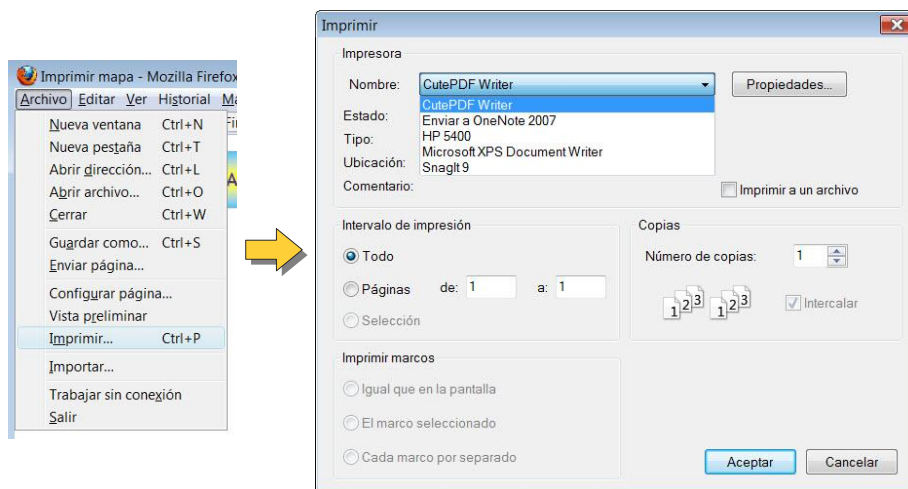 Imprimir mapa - Mozilla Firefox
Archivo Editar Ver Historial
Nueva ventana Ctrl+N
Nueva pestaña Ctrl+T
Abrir dirección... Ctrl+L
Abrir archivo... Ctrl+O
Cerrar Ctrl+W
Guardar como... Ctrl+S
Enviar página...
Configurar página...
Vista preliminar
Imprimir... Ctrl+P
Importar...
Trabajar sin conexión
Salir
Imprimir
Impresora
Nombre: CutePDF Writer Propiedades...
CutePDF Writer
Estado: Enviar a OneNote 2007
Tipo: HP 5400
Microsoft XPS Document Writer
Ubicación: SnagIt 9
Comentario: Imprimir a un archivo
Intervalo de impresión
Todo
Páginas de: 1 a: 1
Selección
Copias
Número de copias: 1
1 2 3 1 2 3 Intercalar
Imprimir marcos
Igual que en la pantalla
El marco seleccionado
Cada marco por separado
Aceptar Cancelar